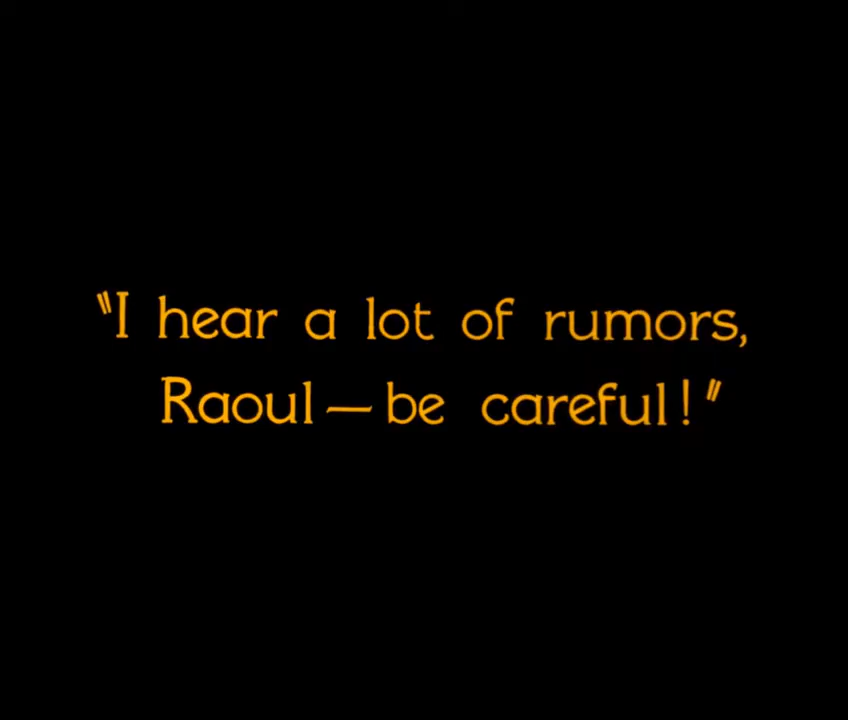 "I hear a lot of rumors,
Raoul — be careful!"